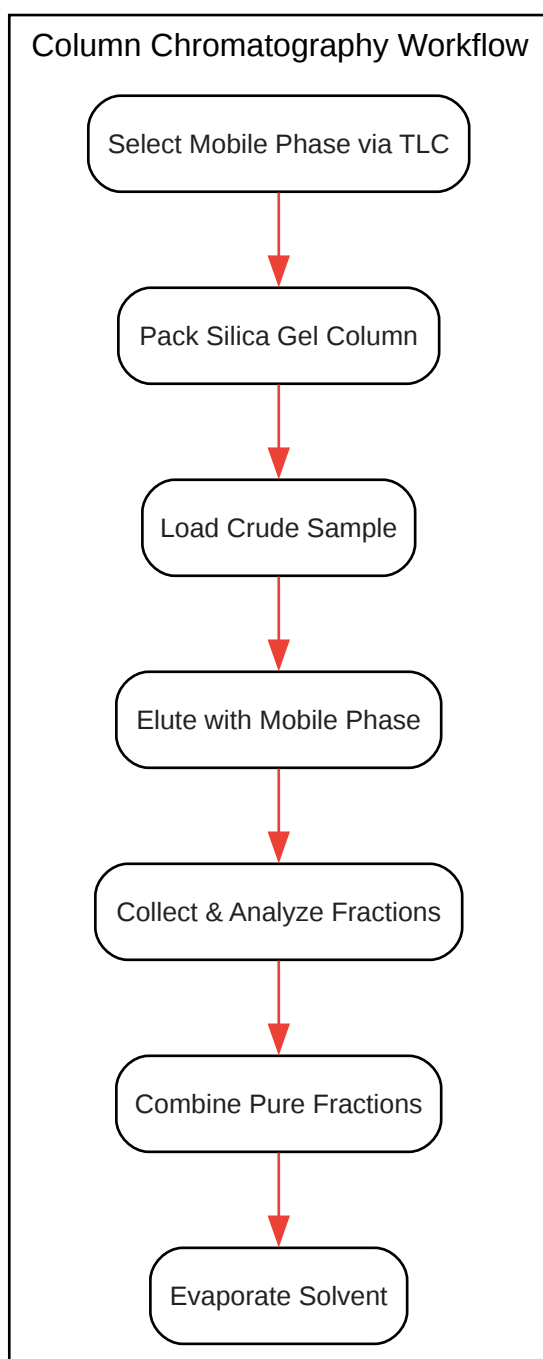 Column Chromatography Workflow
Select Mobile Phase via TLC
Pack Silica Gel Column
Load Crude Sample
Elute with Mobile Phase
Collect & Analyze Fractions
Combine Pure Fractions
Evaporate Solvent